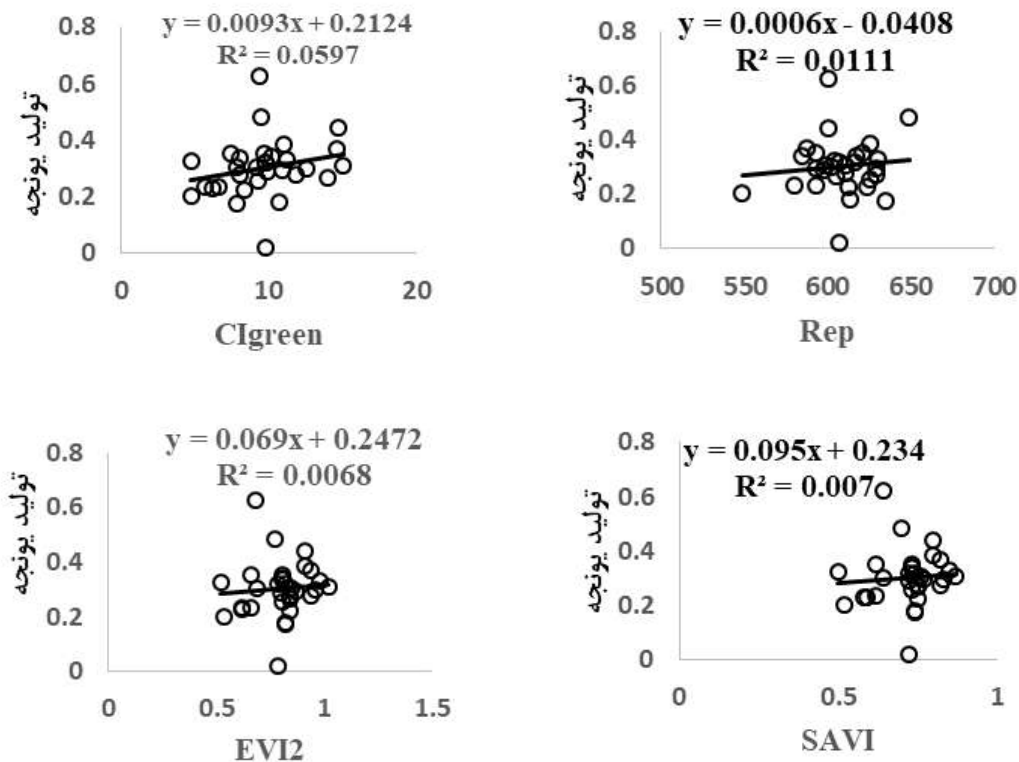 y = 0.0093x + 0.2124
R² = 0.0597
0.8
0.6
0.4
0.2
0
تولید یونجه
0 10 20
CIgreen
y = 0.0006x - 0.0408
R² = 0.0111
0.8
0.6
0.4
0.2
0
تولید یونجه
500 550 600 650 700
Rep
y = 0.069x + 0.2472
R² = 0.0068
0.8
0.6
0.4
0.2
0
تولید یونجه
0 0.5 1 1.5
EVI2
y = 0.095x + 0.234
R² = 0.007
0.8
0.6
0.4
0.2
0
تولید یونجه
0 0.5 1
SAVI